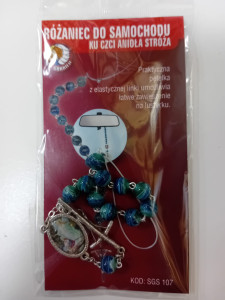 RÓŻANIEC DO SAMOCHODU
KU CZCI ANIOŁA STRÓŻA
Praktyczna
pętelka
z elastycznej linki umożliwia
łatwe zawieszenie
na lusterku.
KOD: SGS 107